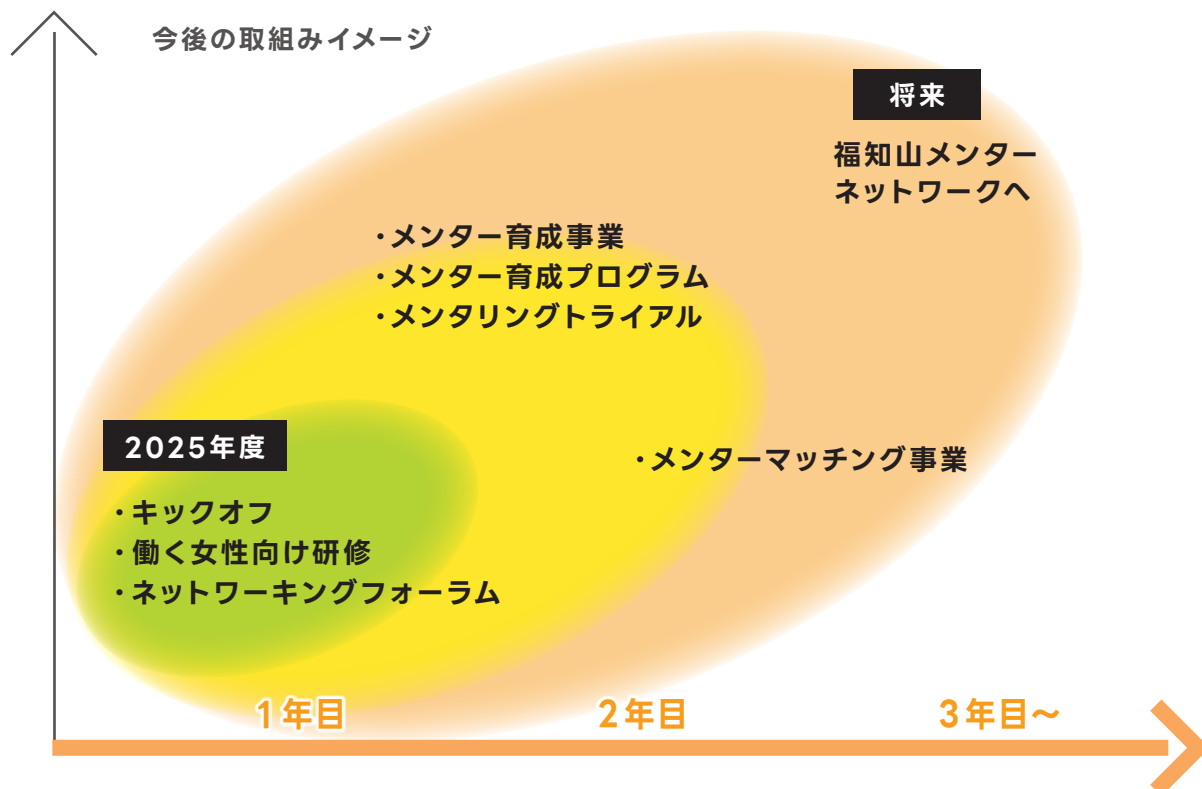 今後の取組みイメージ
将来
福知山メンター
ネットワークへ
・メンター育成事業
・メンター育成プログラム
・メンタリングトライアル
2025年度
・キックオフ
・働く女性向け研修
・ネットワーキングフォーラム
・メンターマッチング事業
1年目
2年目
3年目～